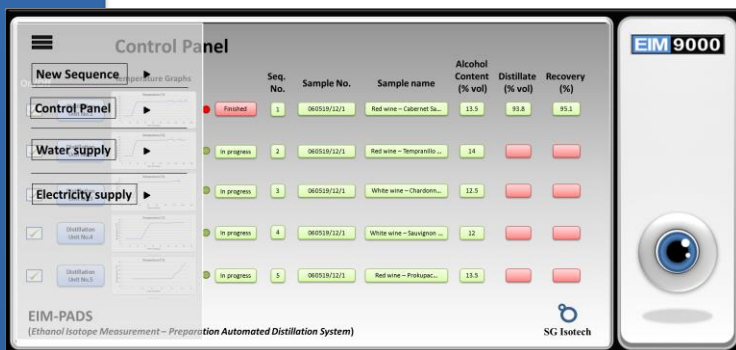 Control Panel
EIM 9000
New Sequence
Temperature Graphs
Seq. No.
Sample No.
Sample name
Alcohol Content (% vol)
Distillate (% vol)
Recovery (%)
Control Panel
Finished
1
060519/12/1
Red wine – Cabernet Sa...
13.5
93.8
95.1
Water supply
In progress
2
060519/12/1
Red wine – Tempranillo ...
14
Electricity supply
In progress
3
060519/12/1
White wine – Chardonn...
12.5
Distillation Unit No.4
In progress
4
060519/12/1
White wine – Sauvignon ...
12
Distillation Unit No.5
In progress
5
060519/12/1
Red wine – Prokupac...
13.5
EIM-PADS
(Ethanol Isotope Measurement – Preparation Automated Distillation System)
SG Isotech